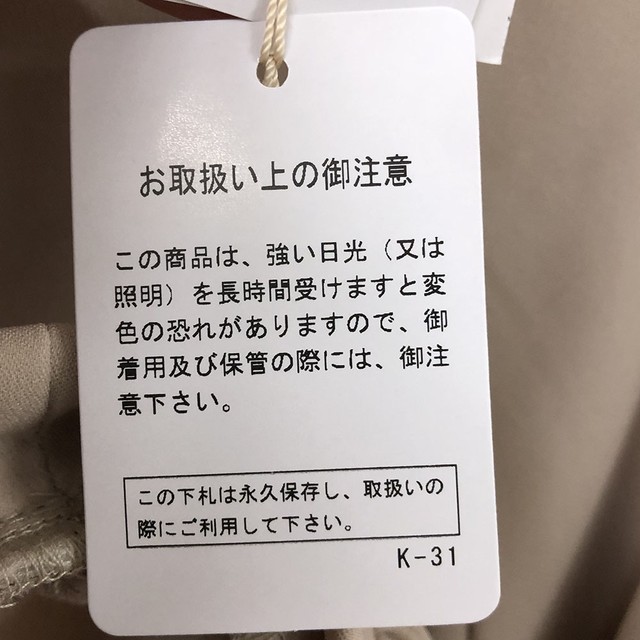 お取扱い上の御注意
この商品は、強い日光（又は
照明）を長時間受けますと変
色の恐れがありますので、御
着用及び保管の際には、御注
意下さい。
この下札は永久保存し、取扱いの
際にご利用して下さい。
K-31